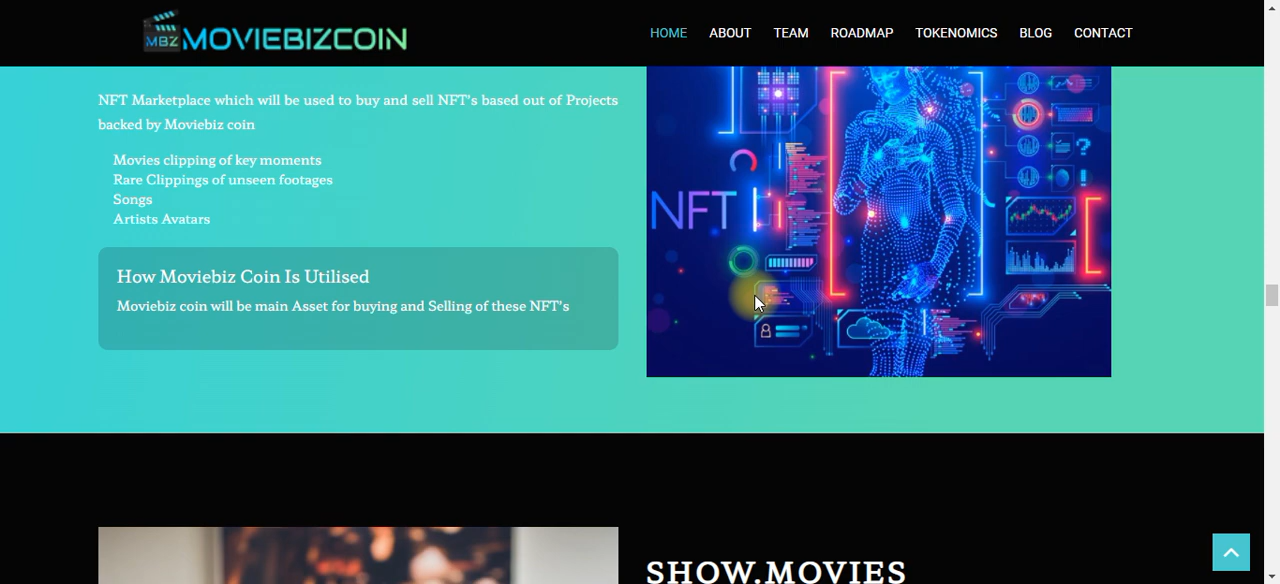 MBZ MOVIEBIZCOIN
HOME ABOUT TEAM ROADMAP TOKENOMICS BLOG CONTACT
NFT Marketplace which will be used to buy and sell NFT's based out of Projects
backed by Moviebiz coin
Movies clipping of key moments
Rare Clippings of unseen footages
Songs
Artists Avatars
How Moviebiz Coin Is Utilised
Moviebiz coin will be main Asset for buying and Selling of these NFT's
NFT
?
!
SHOW.MOVIES